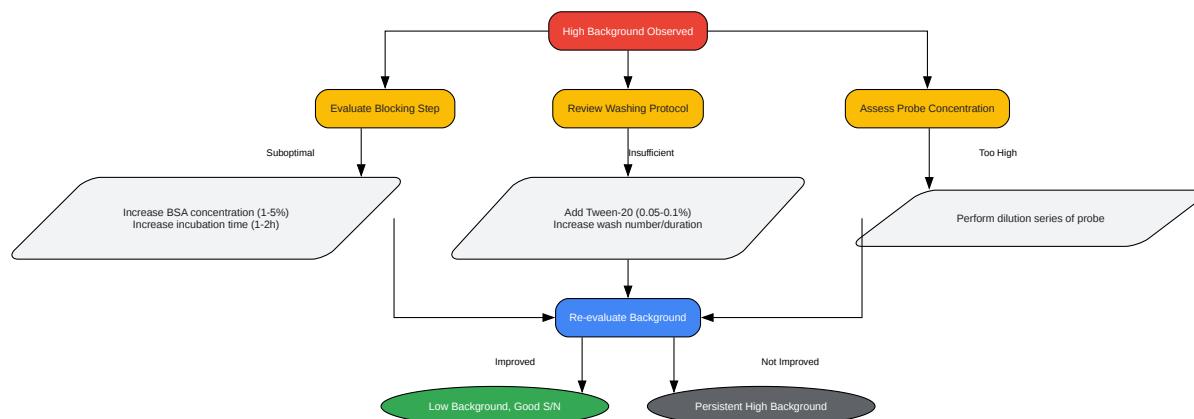 High Background Observed
Evaluate Blocking Step
Review Washing Protocol
Assess Probe Concentration
Suboptimal
Insufficient
Too High
Increase BSA concentration (1-5%)
Increase incubation time (1-2h)
Add Tween-20 (0.05-0.1%)
Increase wash number/duration
Perform dilution series of probe
Re-evaluate Background
Improved
Not Improved
Low Background, Good S/N
Persistent High Background